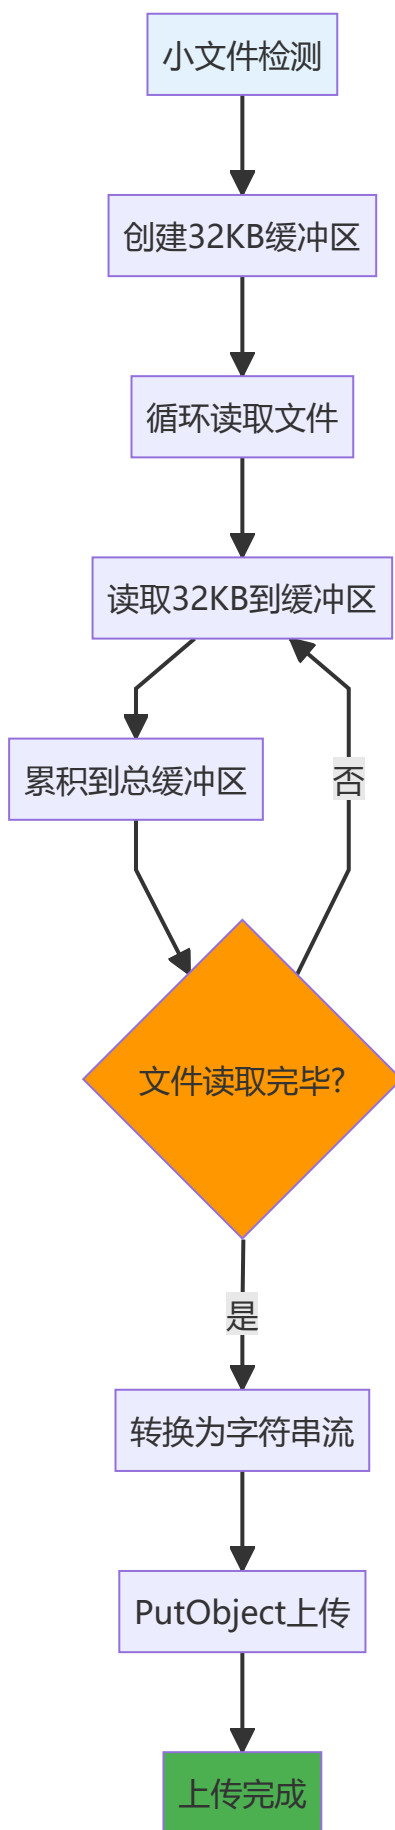 小文件检测
创建32KB缓冲区
循环读取文件
读取32KB到缓冲区
累积到总缓冲区
否
文件读取完毕?
是
转换为字符串流
PutObject上传
上传完成